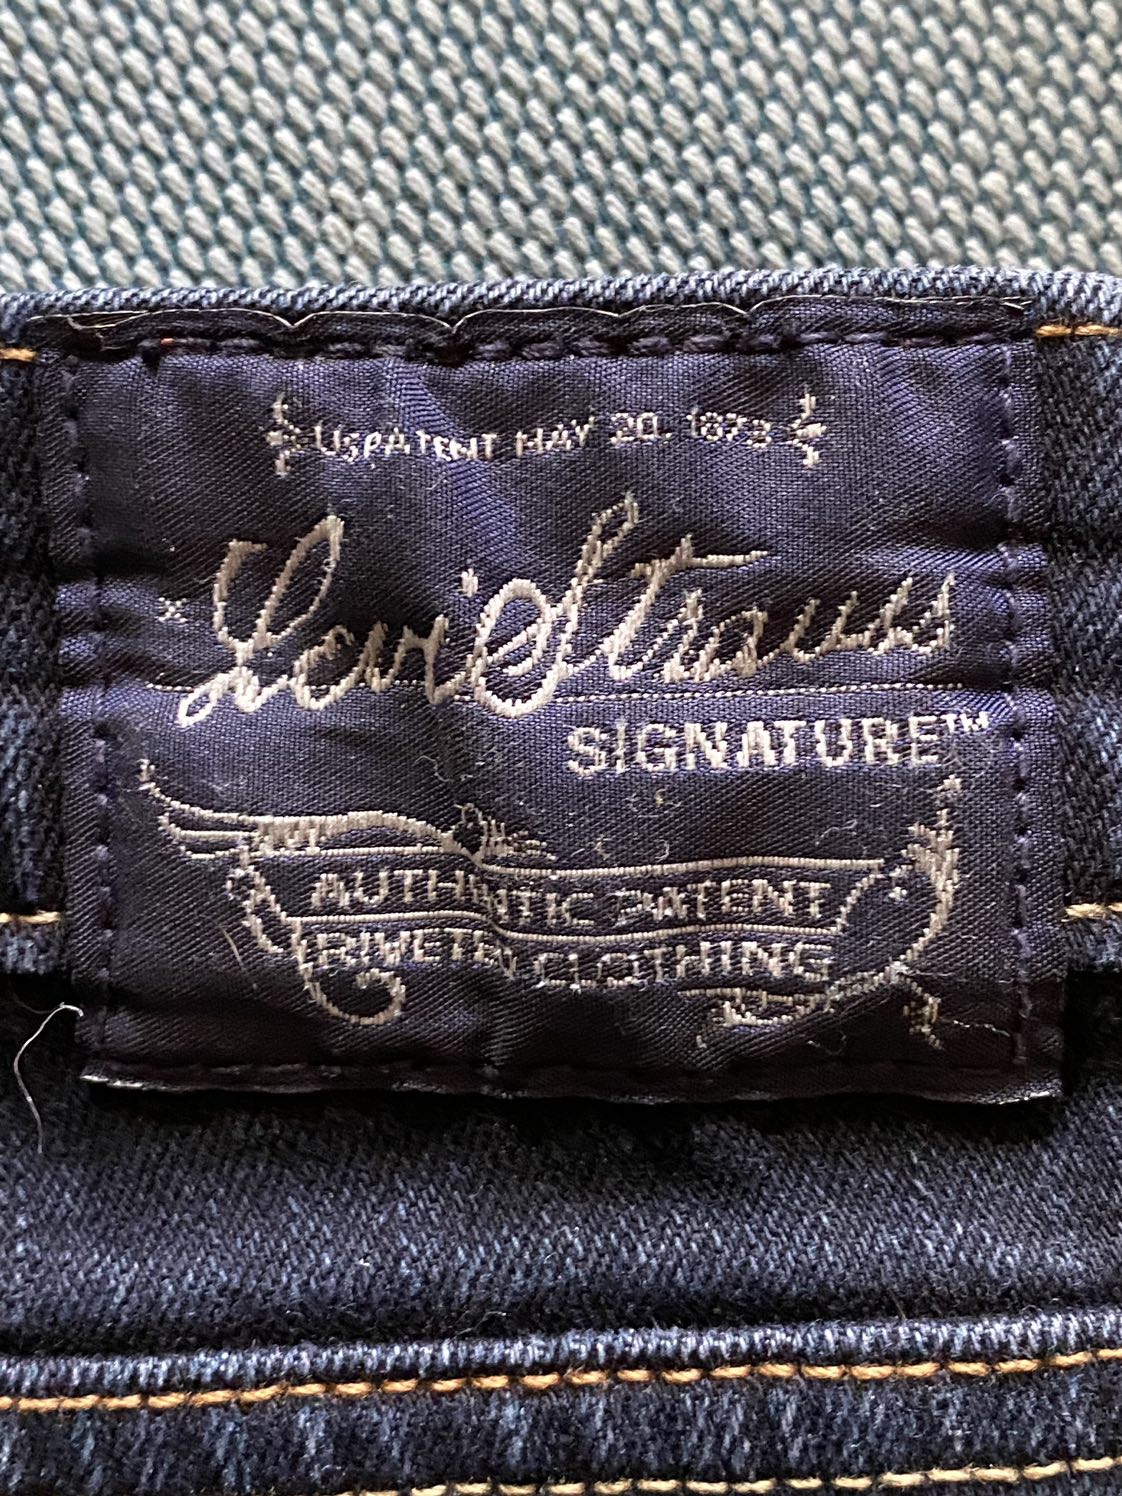 US PATENT MAY 20, 1873
x Levi Strauss
SIGNATURE™
AUTHENTIC PATENT
RIVETED CLOTHING